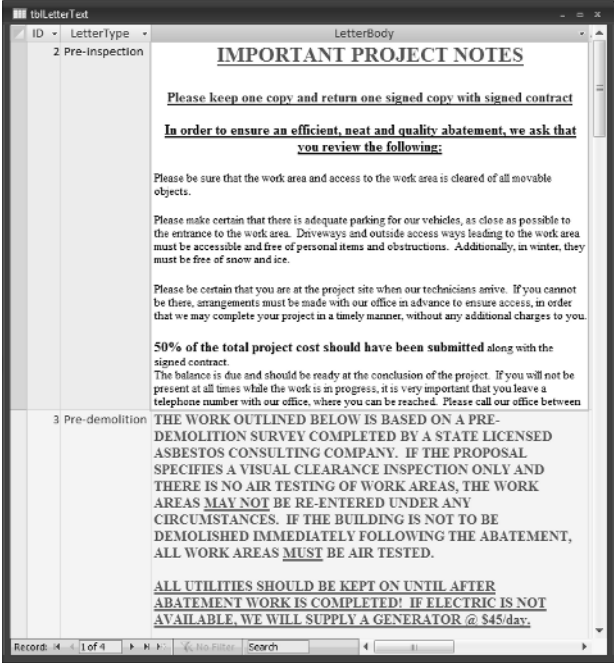 tblLetterText
ID LetterType LetterBody
2 Pre-Inspection IMPORTANT PROJECT NOTES
Please keep one copy and return one signed copy with signed contract
In order to ensure an efficient, neat and quality abatement, we ask that
you review the following:
Please be sure that the work area and access to the work area is cleared of all movable
objects.
Please make certain that there is adequate parking for our vehicles, as close as possible to
the entrance to the work area. Driveways and outside access ways leading to the work area
must be accessible and free of personal items and obstructions. Additionally, in winter, they
must be free of snow and ice.
Please be certain that you are at the project site when our technicians arrive. If you cannot
be there, arrangements must be made with our office in advance to ensure access, in order
that we may complete your project in a timely manner, without any additional charges to you.
50% of the total project cost should have been submitted along with the
signed contract.
The balance is due and should be ready at the conclusion of the project. If you will not be
present at all times while the work is in progress, it is very important that you leave a
telephone number with our office, where you can be reached. Please call our office between
3 Pre-demolition THE WORK OUTLINED BELOW IS BASED ON A PRE-
DEMOLITION SURVEY COMPLETED BY A STATE LICENSED
ASBESTOS CONSULTING COMPANY. IF THE PROPOSAL
SPECIFIES A VISUAL CLEARANCE INSPECTION ONLY AND
THERE IS NO AIR TESTING OF WORK AREAS, THE WORK
AREAS MAY NOT BE RE-ENTERED UNDER ANY
CIRCUMSTANCES. IF THE BUILDING IS NOT TO BE
DEMOLISHED IMMEDIATELY FOLLOWING THE ABATEMENT,
ALL WORK AREAS MUST BE AIR TESTED.
ALL UTILITIES SHOULD BE KEPT ON UNTIL AFTER
ABATEMENT WORK IS COMPLETED! IF ELECTRIC IS NOT
AVAILABLE, WE WILL SUPPLY A GENERATOR @ $45/day.
Record: 1 of 4 No Filter Search